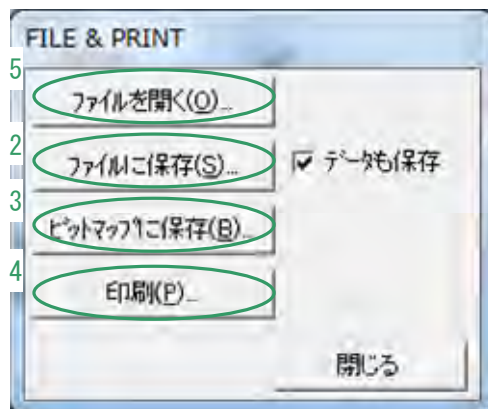 FILE & PRINT
5
ファイルを開く(O)...
2
ファイルに保存(S)...
データも保存
3
ビットマップに保存(B)...
4
印刷(P)...
閉じる